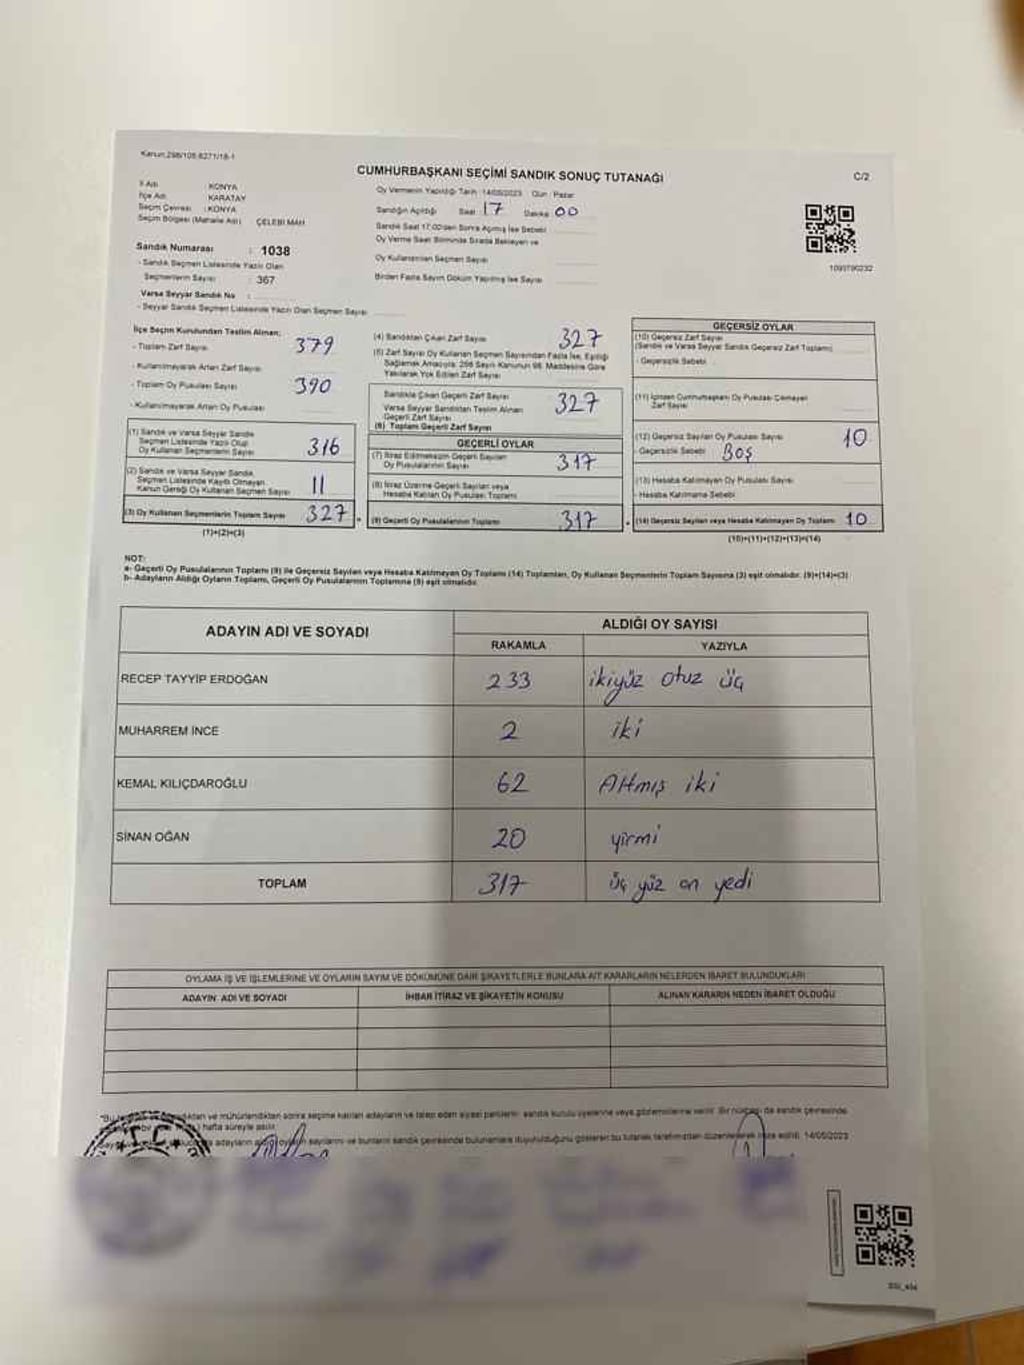 Kanun:298/105-6271/18-1
CUMHURBAŞKANI SEÇİMİ SANDIK SONUÇ TUTANAĞI
C/2
İl Adı : KONYA
İlçe Adı : KARATAY
Seçim Çevresi : KONYA
Seçim Bölgesi (Mahalle Adı) : ÇELEBİ MAH
Sandık Numarası : 1038
- Sandık Seçmen Listesinde Yazılı Olan
Seçmenlerin Sayısı : 367
Varsa Seyyar Sandık No :
- Seyyar Sandık Seçmen Listesinde Yazılı Olan Seçmen Sayısı
Oy Vermenin Yapıldığı Tarih : 14/05/2023 Gün : Pazar
Sandığın Açıldığı Saat 17 Dakika 00
Sandık Saat 17:00'den Sonra Açılmış İse Sebebi
Oy Verme Saat Bitiminde Sırada Bekleyen ve
Oy Kullanan Seçmen Sayısı
Birden Fazla Sayım Döküm Yapılmış İse Sayısı
1093790232
İlçe Seçim Kurulundan Teslim Alınan:
- Toplam Zarf Sayısı 379
- Kullanılmayarak Artan Zarf Sayısı
- Toplam Oy Pusulası Sayısı 390
- Kullanılmayarak Artan Oy Pusulası
(1) Sandık ve Varsa Seyyar Sandık
Seçmen Listesinde Yazılı Olup
Oy Kullanan Seçmenlerin Sayısı 316
(2) Sandık ve Varsa Seyyar Sandık
Seçmen Listesinde Kayıtlı Olmayan
Kanun Gereği Oy Kullanan Seçmen Sayısı 11
(3) Oy Kullanan Seçmenlerin Toplam Sayısı 327
(1)+(2)=(3)
(4) Sandıktan Çıkan Zarf Sayısı 327
(5) Zarf Sayısı Oy Kullanan Seçmen Sayısından Fazla İse, Eşitliği
Sağlamak Amacıyla; 298 Sayılı Kanunun 98. Maddesine Göre
Yakılarak Yok Edilen Zarf Sayısı
Sandıkta Çıkan Geçerli Zarf Sayısı 327
Varsa Seyyar Sandıktan Teslim Alınan
Geçerli Zarf Sayısı
(6) Toplam Geçerli Zarf Sayısı
GEÇERLİ OYLAR
(7) İtiraz Edilmeksizin Geçerli Sayılan
Oy Pusulalarının Sayısı 317
(8) İtiraz Üzerine Geçerli Sayılan veya
Hesaba Katılan Oy Pusulası Toplamı
(9) Geçerli Oy Pusulalarının Toplamı 317
GEÇERSİZ OYLAR
(10) Geçersiz Zarf Sayısı
(Sandık ve Varsa Seyyar Sandık Geçersiz Zarf Toplamı)
- Geçersizlik Sebebi
(11) İçinden Cumhurbaşkanı Oy Pusulası Çıkmayan
Zarf Sayısı
(12) Geçersiz Sayılan Oy Pusulası Sayısı 10
- Geçersizlik Sebebi BOŞ
(13) Hesaba Katılmayan Oy Pusulası Sayısı
- Hesaba Katılmama Sebebi
(14) Geçersiz Sayılan veya Hesaba Katılmayan Oy Toplamı 10
(10)+(11)+(12)+(13)=(14)
NOT:
a- Geçerli Oy Pusulalarının Toplamı (9) ile Geçersiz Sayılan veya Hesaba Katılmayan Oy Toplamı (14) Toplamları, Oy Kullanan Seçmenlerin Toplam Sayısına (3) eşit olmalıdır. (9)+(14)=(3)
b- Adayların Aldığı Oyların Toplamı, Geçerli Oy Pusulalarının Toplamına (9) eşit olmalıdır.
ADAYIN ADI VE SOYADI
ALDIĞI OY SAYISI
RAKAMLA YAZIYLA
RECEP TAYYİP ERDOĞAN 233 ikiyüz otuz üç
MUHARREM İNCE 2 iki
KEMAL KILIÇDAROĞLU 62 Altmış iki
SİNAN OĞAN 20 yirmi
TOPLAM 317 üç yüz on yedi
OYLAMA İŞ VE İŞLEMLERİNE VE OYLARIN SAYIM VE DÖKÜMÜNE DAİR ŞİKAYETLERLE BUNLARA AİT KARARLARIN NELERDEN İBARET BULUNDUKLARI
ADAYIN ADI VE SOYADI İHBAR İTİRAZ VE ŞİKAYETİN KONUSU ALINAN KARARIN NEDEN İBARET OLDUĞU
ve mühürlendikten sonra seçime katılan adayların ve talep eden siyasi partilerin sandık kurulu üyelerine veya gözlemcilerine verilir. Bir nüshası da sandık çevresinde
hafta süreyle asılır.
adayların aldığı oyların sayılarını ve bunların sandık çevresinde bulunanlara duyurulduğunu gösteren bu tutanak tarafımızdan düzenlenerek imza edildi. 14/05/2023
T.C.